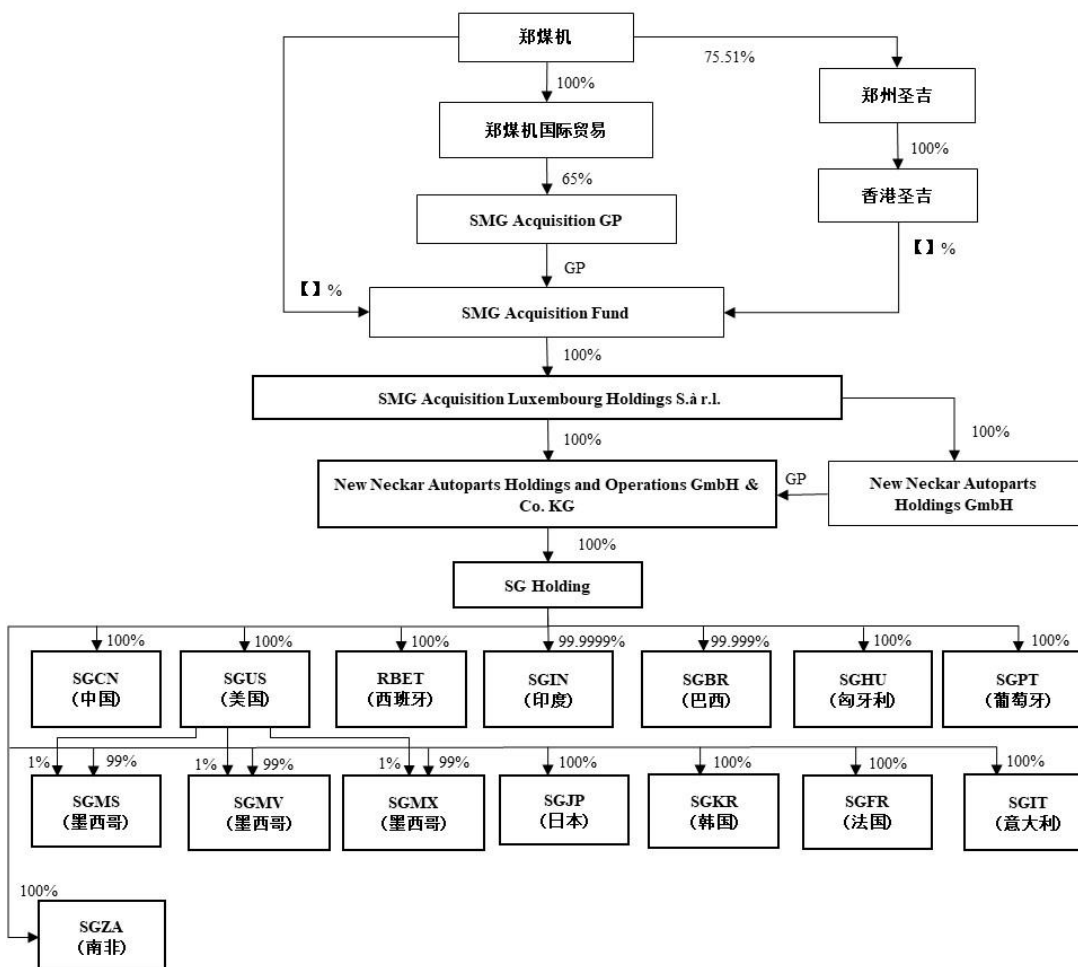 郑煤机
75.51%
100%
郑州圣吉
郑煤机国际贸易
100%
65%
香港圣吉
SMG Acquisition GP
GP
【】%
【】%
SMG Acquisition Fund
100%
SMG Acquisition Luxembourg Holdings S.à r.l.
100%
100%
New Neckar Autoparts Holdings and Operations GmbH &
Co. KG
GP
New Neckar Autoparts
Holdings GmbH
100%
SG Holding
100%
100%
100%
99.9999%
99.999%
100%
100%
SGCN
(中国)
SGUS
(美国)
RBET
(西班牙)
SGIN
(印度)
SGBR
(巴西)
SGHU
(匈牙利)
SGPT
(葡萄牙)
1%
99%
1%
99%
1%
99%
100%
100%
100%
100%
SGMS
(墨西哥)
SGMV
(墨西哥)
SGMX
(墨西哥)
SGJP
(日本)
SGKR
(韩国)
SGFR
(法国)
SGIT
(意大利)
100%
SGZA
(南非)